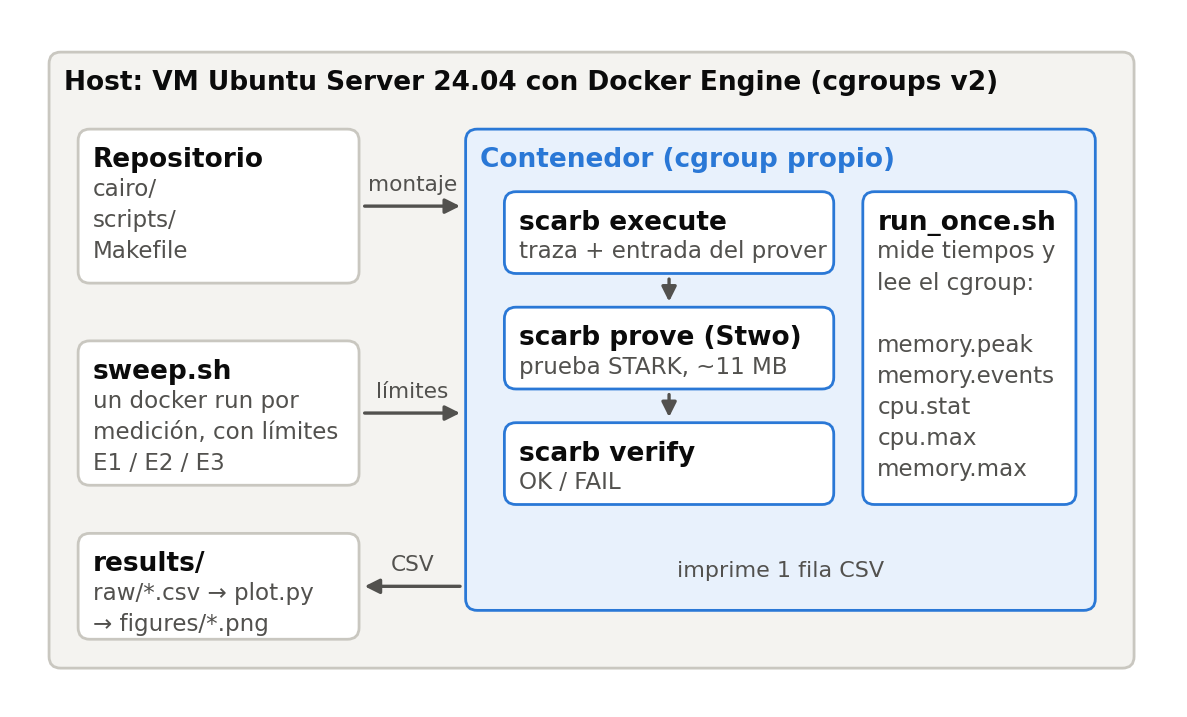 Host: VM Ubuntu Server 24.04 con Docker Engine (cgroups v2)
Repositorio
cairo/
scripts/
Makefile
montaje
sweep.sh
un docker run por
medición, con límites
E1 / E2 / E3
límites
results/
raw/*.csv → plot.py
→ figures/*.png
CSV
Contenedor (cgroup propio)
scarb execute
traza + entrada del prover
scarb prove (Stwo)
prueba STARK, ~11 MB
scarb verify
OK / FAIL
run_once.sh
mide tiempos y
lee el cgroup:
memory.peak
memory.events
cpu.stat
cpu.max
memory.max
imprime 1 fila CSV